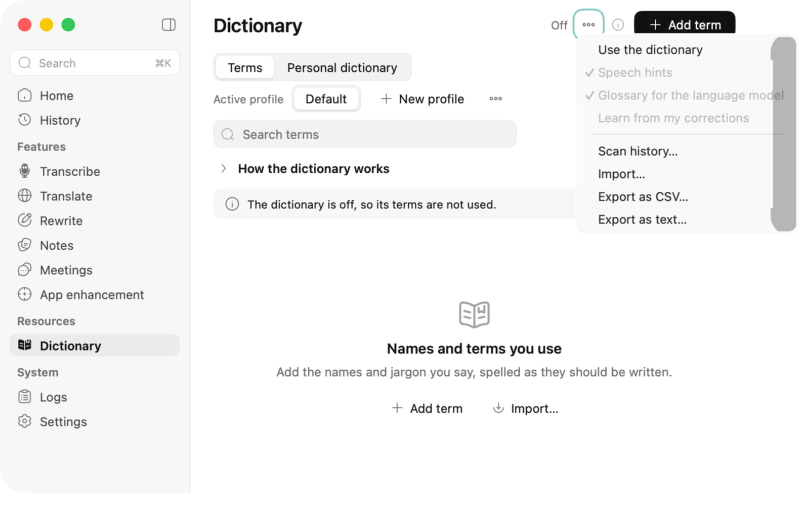 Dictionary
Off
Add term
Search ⌘K
Home
History
Features
Transcribe
Translate
Rewrite
Notes
Meetings
App enhancement
Resources
Dictionary
System
Logs
Settings
Terms
Personal dictionary
Active profile
Default
New profile
Search terms
How the dictionary works
The dictionary is off, so its terms are not used.
Use the dictionary
Speech hints
Glossary for the language model
Learn from my corrections
Scan history...
Import...
Export as CSV...
Export as text...
Names and terms you use
Add the names and jargon you say, spelled as they should be written.
Add term
Import...